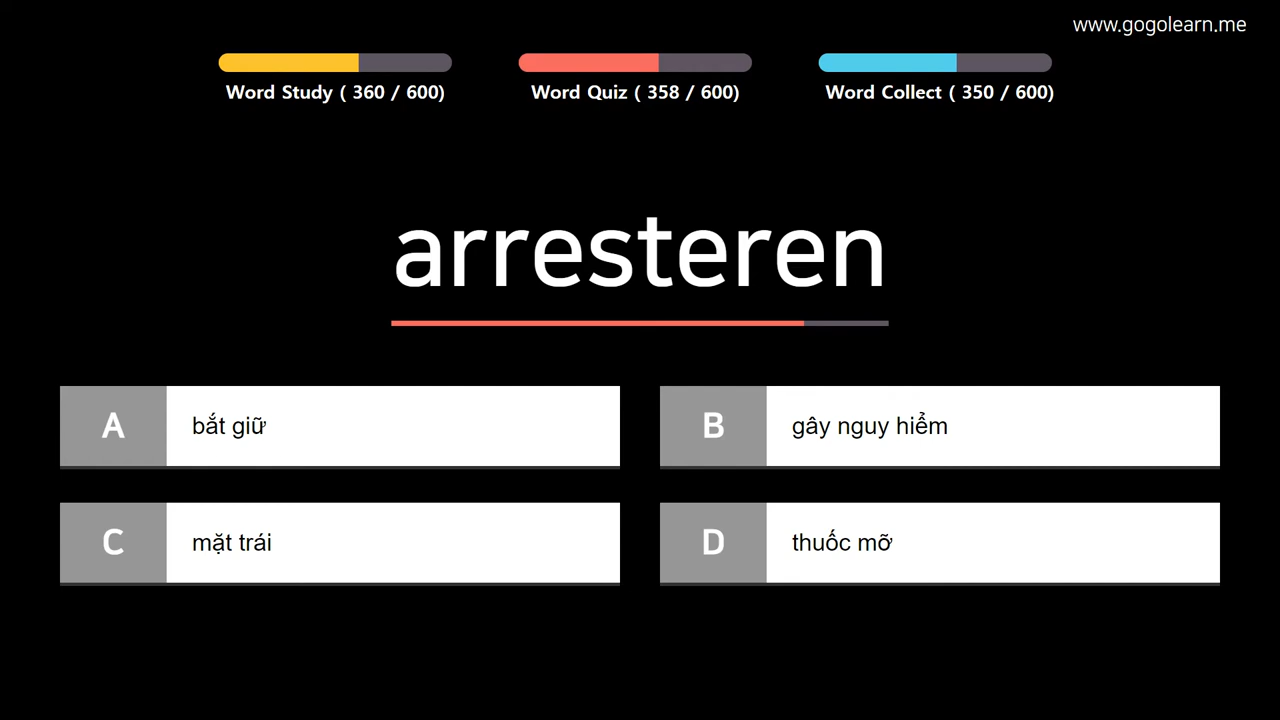 www.gogolearn.me
Word Study ( 360 / 600)
Word Quiz ( 358 / 600)
Word Collect ( 350 / 600)
arresteren
A
bắt giữ
B
gây nguy hiểm
C
mặt trái
D
thuốc mỡ